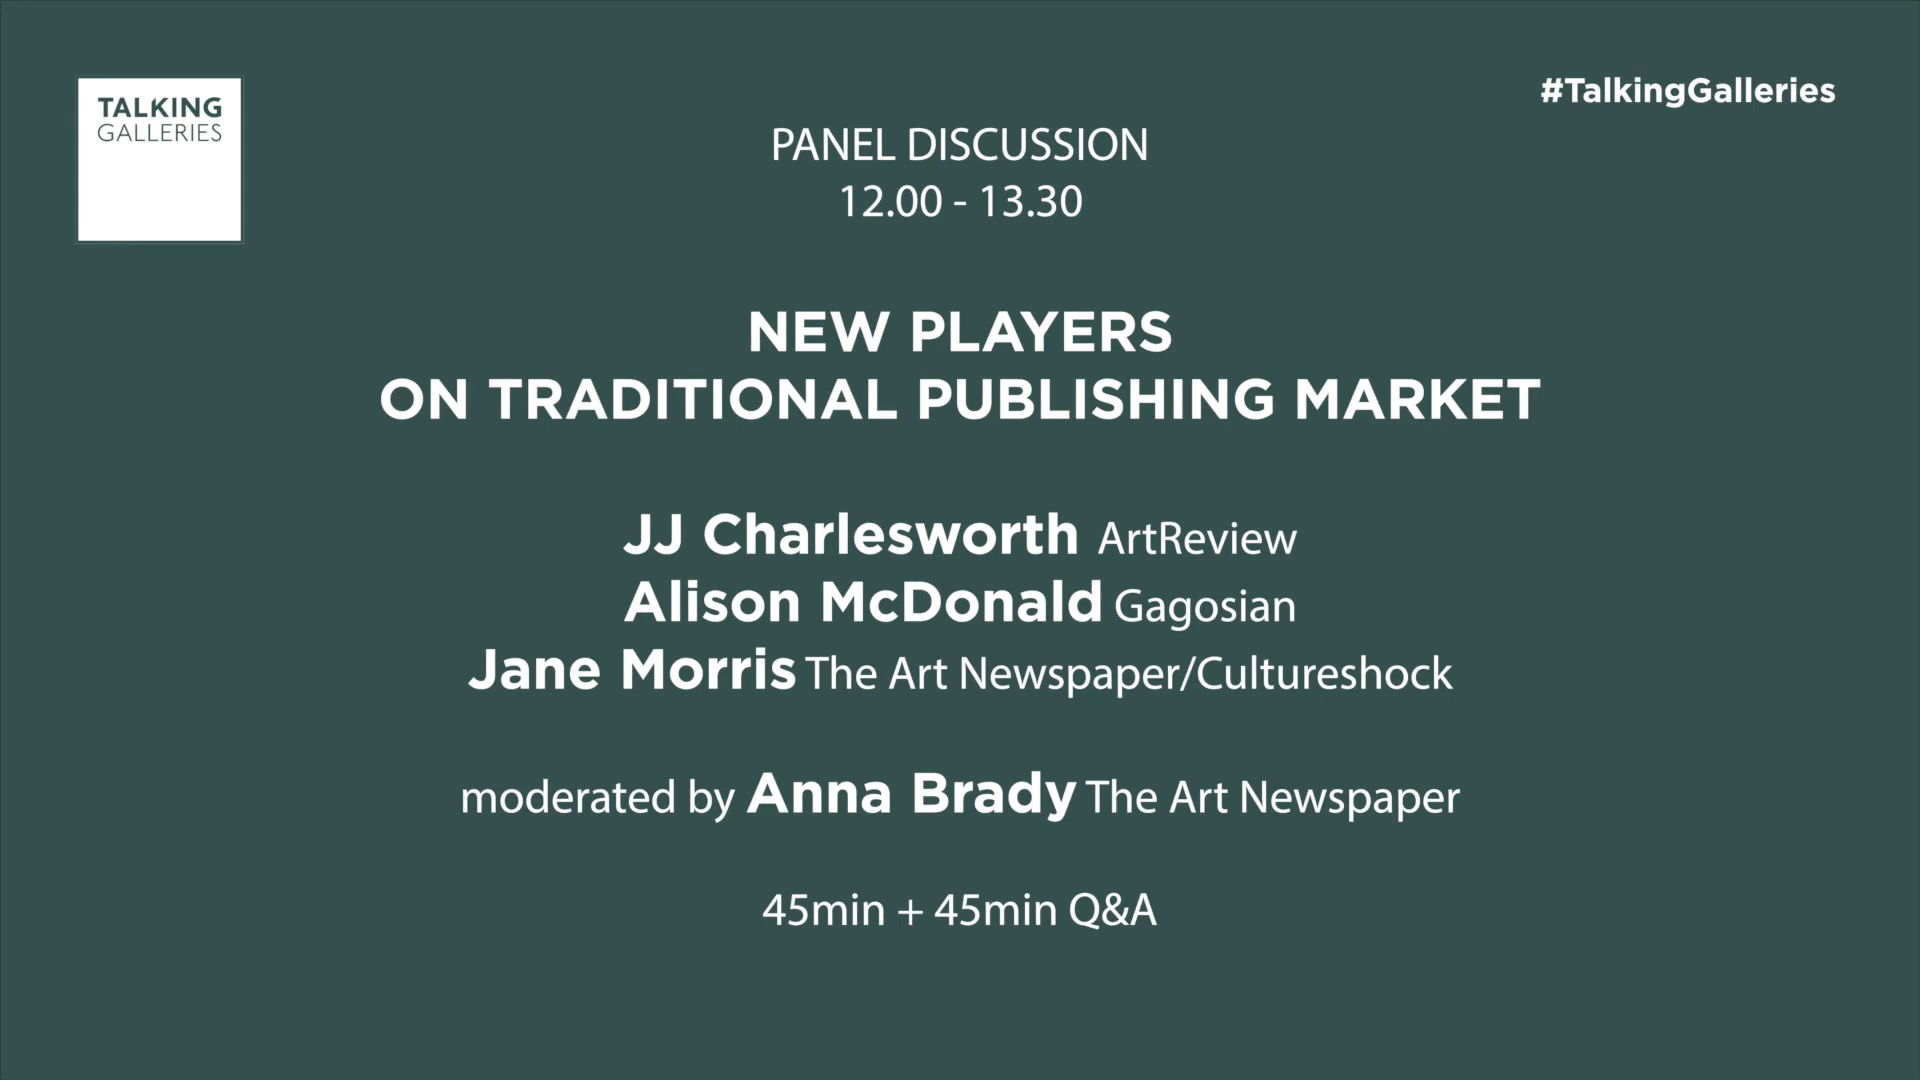 TALKING
GALLERIES
#TalkingGalleries
PANEL DISCUSSION
12.00 - 13.30
NEW PLAYERS
ON TRADITIONAL PUBLISHING MARKET
JJ Charlesworth ArtReview
Alison McDonald Gagosian
Jane Morris The Art Newspaper/Cultureshock
moderated by Anna Brady The Art Newspaper
45min + 45min Q&A